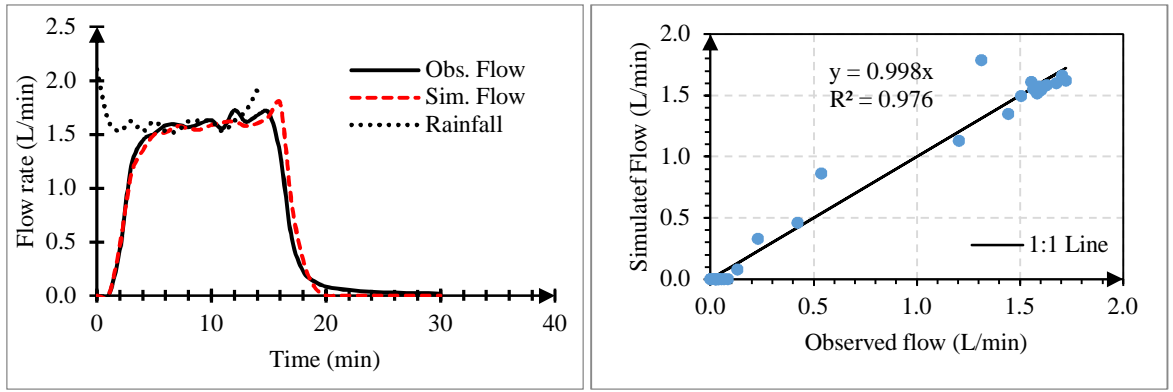 2.5
2.0
1.5
1.0
0.5
0.0
Flow rate (L/min)
Obs. Flow
Sim. Flow
Rainfall
0 10 20 30 40
Time (min)
2.0
1.5
1.0
0.5
0.0
Simulatef Flow (L/min)
y = 0.998x
R² = 0.976
1:1 Line
0.0 0.5 1.0 1.5 2.0
Observed flow (L/min)